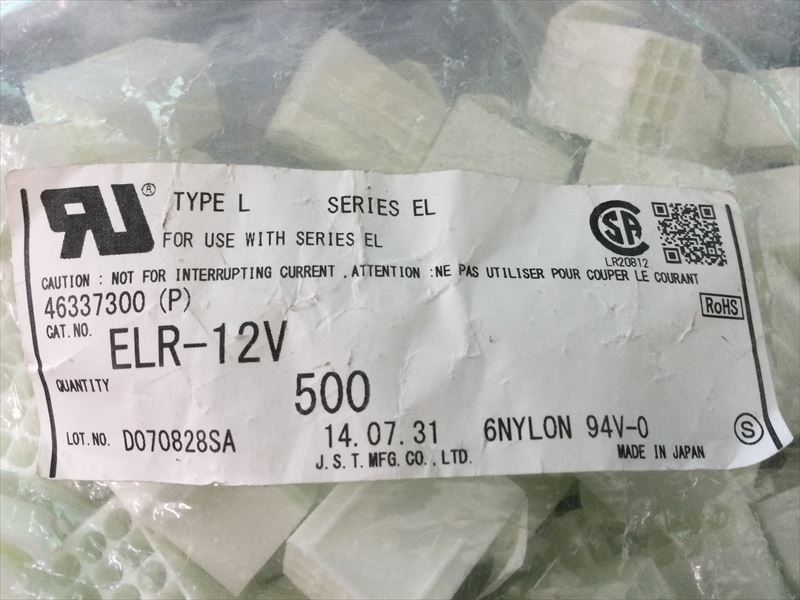 RU ® TYPE L SERIES EL
FOR USE WITH SERIES EL
CSA
LR20812
CAUTION : NOT FOR INTERRUPTING CURRENT . ATTENTION : NE PAS UTILISER POUR COUPER LE COURANT
46337300 (P)
RoHS
CAT.NO. ELR-12V
QUANTITY 500
LOT.NO. D070828SA 14.07.31 6NYLON 94V-0 S
J.S.T.MFG.CO.,LTD. MADE IN JAPAN